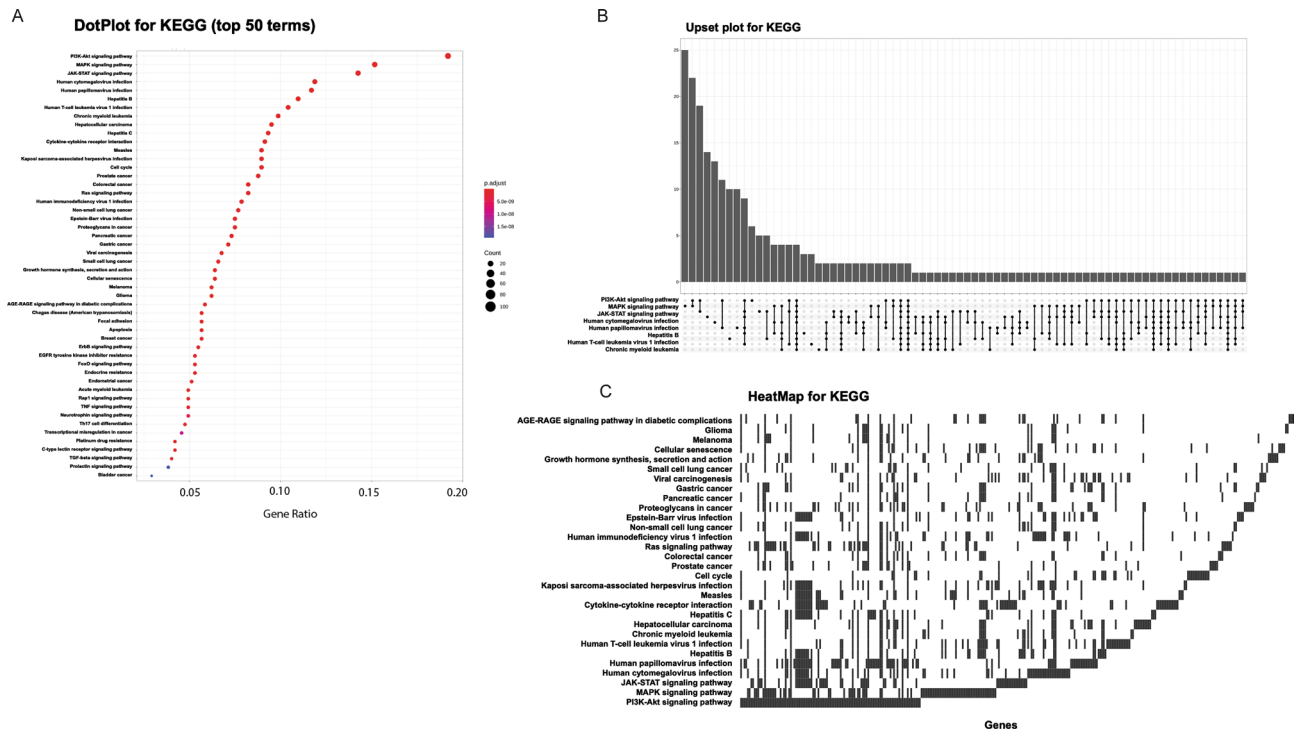 A
DotPlot for KEGG (top 50 terms)
PI3K-Akt signaling pathway
MAPK signaling pathway
JAK-STAT signaling pathway
Human cytomegalovirus infection
Human papillomavirus infection
Hepatitis B
Human T-cell leukemia virus 1 infection
Chronic myeloid leukemia
Hepatocellular carcinoma
Hepatitis C
Cytokine-cytokine receptor interaction
Measles
Kaposi sarcoma-associated herpesvirus infection
Cell cycle
Prostate cancer
Colorectal cancer
Ras signaling pathway
Human immunodeficiency virus 1 infection
Non-small cell lung cancer
Epstein-Barr virus infection
Proteoglycans in cancer
Pancreatic cancer
Gastric cancer
Viral carcinogenesis
Small cell lung cancer
Growth hormone synthesis, secretion and action
Cellular senescence
Melanoma
Glioma
AGE-RAGE signaling pathway in diabetic complications
Chagas disease (American trypanosomiasis)
Focal adhesion
Apoptosis
Breast cancer
ErbB signaling pathway
EGFR tyrosine kinase inhibitor resistance
FoxO signaling pathway
Endocrine resistance
Endometrial cancer
Acute myeloid leukemia
Rap1 signaling pathway
TNF signaling pathway
Neurotrophin signaling pathway
Th17 cell differentiation
Transcriptional misregulation in cancer
Platinum drug resistance
C-type lectin receptor signaling pathway
TGF-beta signaling pathway
Prolactin signaling pathway
Bladder cancer
0.05 0.10 0.15 0.20
Gene Ratio
p.adjust
5.0e-09
1.0e-08
1.5e-08
Count
20
40
60
80
100
B
Upset plot for KEGG
25
20
15
10
5
0
PI3K-Akt signaling pathway
MAPK signaling pathway
JAK-STAT signaling pathway
Human cytomegalovirus infection
Human papillomavirus infection
Hepatitis B
Human T-cell leukemia virus 1 infection
Chronic myeloid leukemia
C
HeatMap for KEGG
AGE-RAGE signaling pathway in diabetic complications
Glioma
Melanoma
Cellular senescence
Growth hormone synthesis, secretion and action
Small cell lung cancer
Viral carcinogenesis
Gastric cancer
Pancreatic cancer
Proteoglycans in cancer
Epstein-Barr virus infection
Non-small cell lung cancer
Human immunodeficiency virus 1 infection
Ras signaling pathway
Colorectal cancer
Prostate cancer
Cell cycle
Kaposi sarcoma-associated herpesvirus infection
Measles
Cytokine-cytokine receptor interaction
Hepatitis C
Hepatocellular carcinoma
Chronic myeloid leukemia
Human T-cell leukemia virus 1 infection
Hepatitis B
Human papillomavirus infection
Human cytomegalovirus infection
JAK-STAT signaling pathway
MAPK signaling pathway
PI3K-Akt signaling pathway
Genes